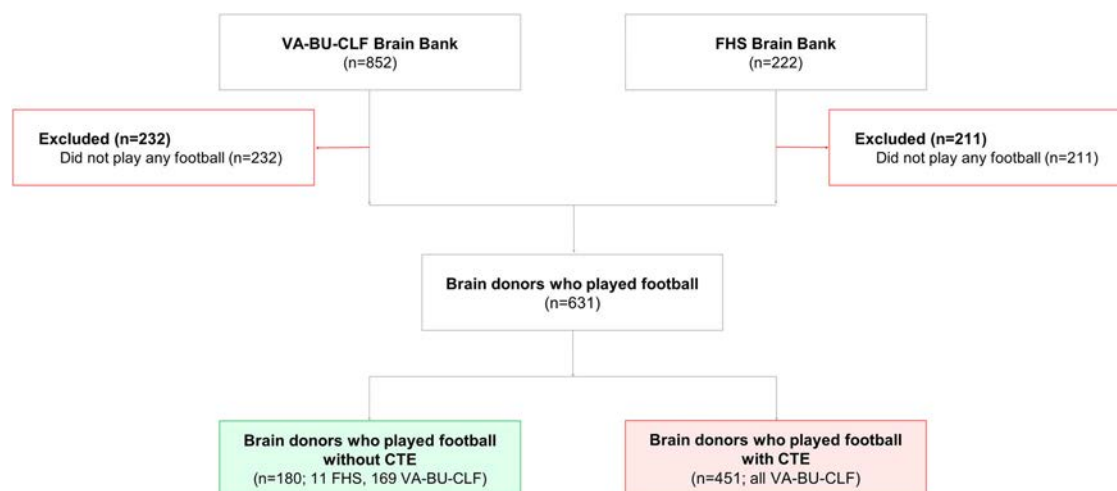 VA-BU-CLF Brain Bank
(n=852)
FHS Brain Bank
(n=222)
Excluded (n=232)
Did not play any football (n=232)
Excluded (n=211)
Did not play any football (n=211)
Brain donors who played football
(n=631)
Brain donors who played football
without CTE
(n=180; 11 FHS, 169 VA-BU-CLF)
Brain donors who played football
with CTE
(n=451; all VA-BU-CLF)